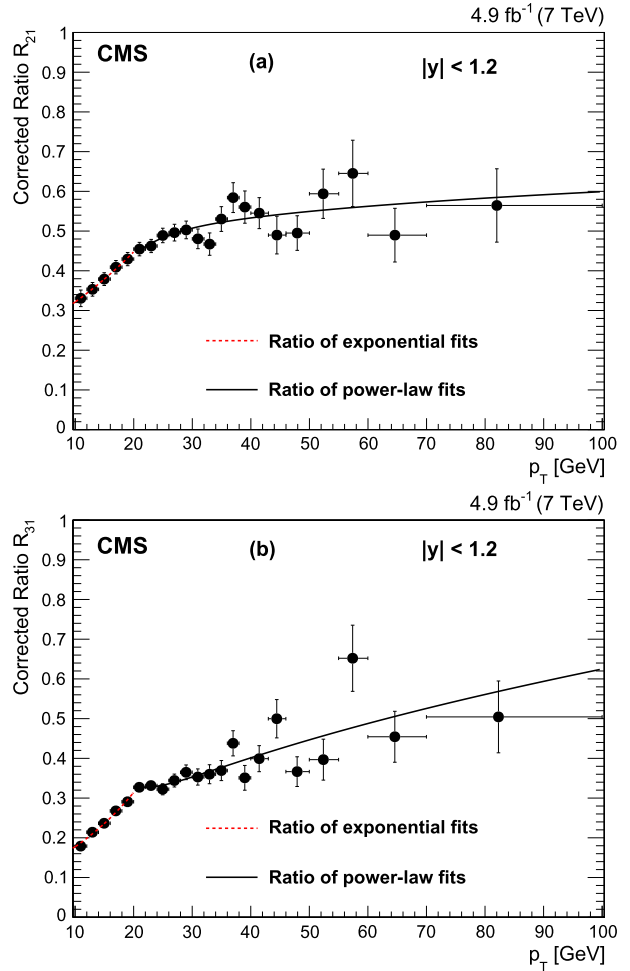 4.9 fb⁻¹ (7 TeV)
Corrected Ratio R₂₁
1
0.9
0.8
0.7
0.6
0.5
0.4
0.3
0.2
0.1
0
CMS (a) |y| < 1.2
Ratio of exponential fits
Ratio of power-law fits
10 20 30 40 50 60 70 80 90 100
p_T [GeV]
4.9 fb⁻¹ (7 TeV)
Corrected Ratio R₃₁
1
0.9
0.8
0.7
0.6
0.5
0.4
0.3
0.2
0.1
0
CMS (b) |y| < 1.2
Ratio of exponential fits
Ratio of power-law fits
10 20 30 40 50 60 70 80 90 100
p_T [GeV]